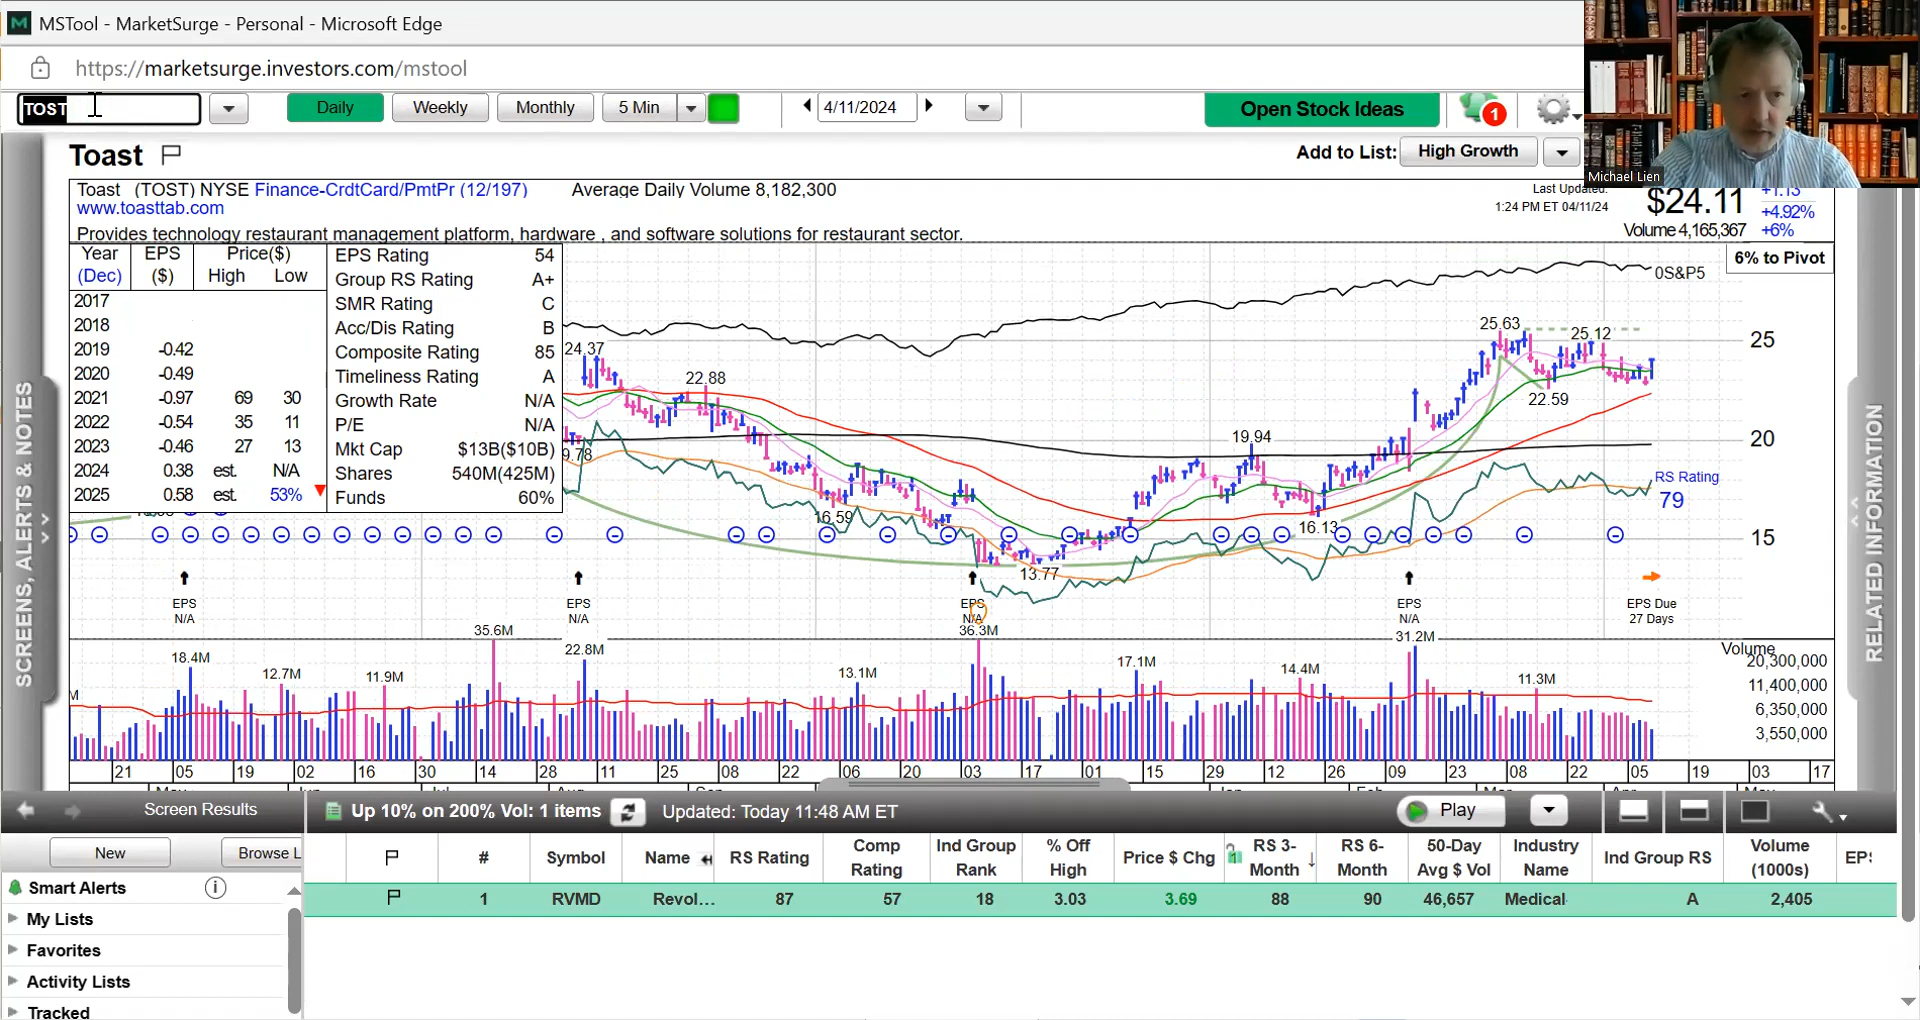 MSTool - MarketSurge - Personal - Microsoft Edge
https://marketsurge.investors.com/mstool
TOST
Daily
Weekly
Monthly
5 Min
4/11/2024
Open Stock Ideas
1
Michael Lien
Toast
Add to List:
High Growth
Toast (TOST) NYSE Finance-CrdtCard/PmtPr (12/197) Average Daily Volume 8,182,300
www.toasttab.com
Provides technology restaurant management platform, hardware , and software solutions for restaurant sector.
Last Updated:
1:24 PM ET 04/11/24
$24.11
+1.13
+4.92%
Volume 4,165,367 +6%
6% to Pivot
Year EPS Price($)
(Dec) ($) High Low
2017
2018
2019 -0.42
2020 -0.49
2021 -0.97 69 30
2022 -0.54 35 11
2023 -0.46 27 13
2024 0.38 est. N/A
2025 0.58 est. 53%
EPS Rating 54
Group RS Rating A+
SMR Rating C
Acc/Dis Rating B
Composite Rating 85
Timeliness Rating A
Growth Rate N/A
P/E N/A
Mkt Cap $13B($10B)
Shares 540M(425M)
Funds 60%
0S&P5
24.37
22.88
9.78
16.59
13.77
19.94
16.13
25.63
25.12
22.59
25
20
15
RS Rating
79
EPS
N/A
EPS
N/A
EPS
N/A
EPS
N/A
EPS Due
27 Days
18.4M
12.7M
11.9M
35.6M
22.8M
13.1M
36.3M
17.1M
14.4M
31.2M
11.3M
Volume
20,300,000
11,400,000
6,350,000
3,550,000
21 05 19 02 16 30 14 28 11 25 08 22 06 20 03 17 01 15 29 12 26 09 23 08 22 05 19 03 17
SCREENS, ALERTS & NOTES
RELATED INFORMATION
Screen Results
Up 10% on 200% Vol: 1 items
Updated: Today 11:48 AM ET
Play
New
Browse L
Smart Alerts
My Lists
Favorites
Activity Lists
Tracked
# Symbol Name RS Rating Comp Rating Ind Group Rank % Off High Price $ Chg RS 3-Month RS 6-Month 50-Day Avg $ Vol Industry Name Ind Group RS Volume (1000s) EPS
1 RVMD Revol... 87 57 18 3.03 3.69 88 90 46,657 Medical A 2,405